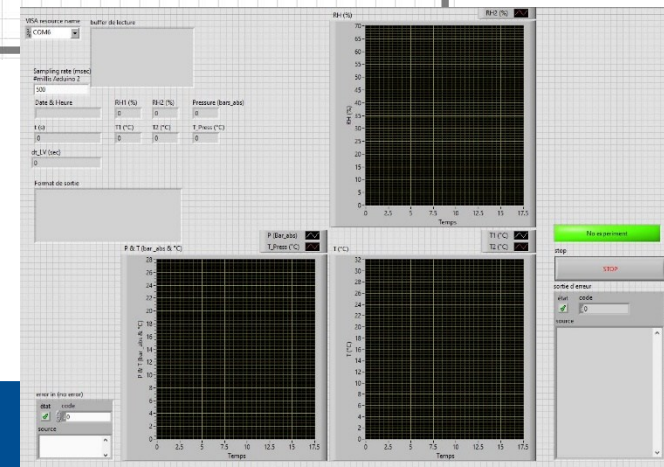 VISA resource name
COM6
buffer de lecture
Sampling rate (msec)
#millis Arduino 2
500
Date & Heure
RH1 (%)
RH2 (%)
Pressure (bars_abs)
0
0
0
t (s)
T1 (°C)
T2 (°C)
T_Press (°C)
0
0
0
0
dt_LV (sec)
0
Format de sortie
RH (%)
RH2 (%)
70-
65-
60-
55-
50-
45-
40-
35-
30-
25-
20-
15-
10-
5-
0-
RH (%)
0 2.5 5 7.5 10 12.5 15 17.5
Temps
P & T (bar_abs & °C)
P (Bar_abs)
T_Press (°C)
28-
26-
24-
22-
20-
18-
16-
14-
12-
10-
8-
6-
4-
2-
0-
P & T (bar_abs & °C)
0 2.5 5 7.5 10 12.5 15 17.5
Temps
T (°C)
T1 (°C)
T2 (°C)
32-
30-
28-
26-
24-
22-
20-
18-
16-
14-
12-
10-
8-
6-
4-
2-
0-
T (°C)
0 2.5 5 7.5 10 12.5 15 17.5
Temps
No experiment
stop
STOP
sortie d'erreur
état
code
0
source
error in (no error)
état
code
0
source